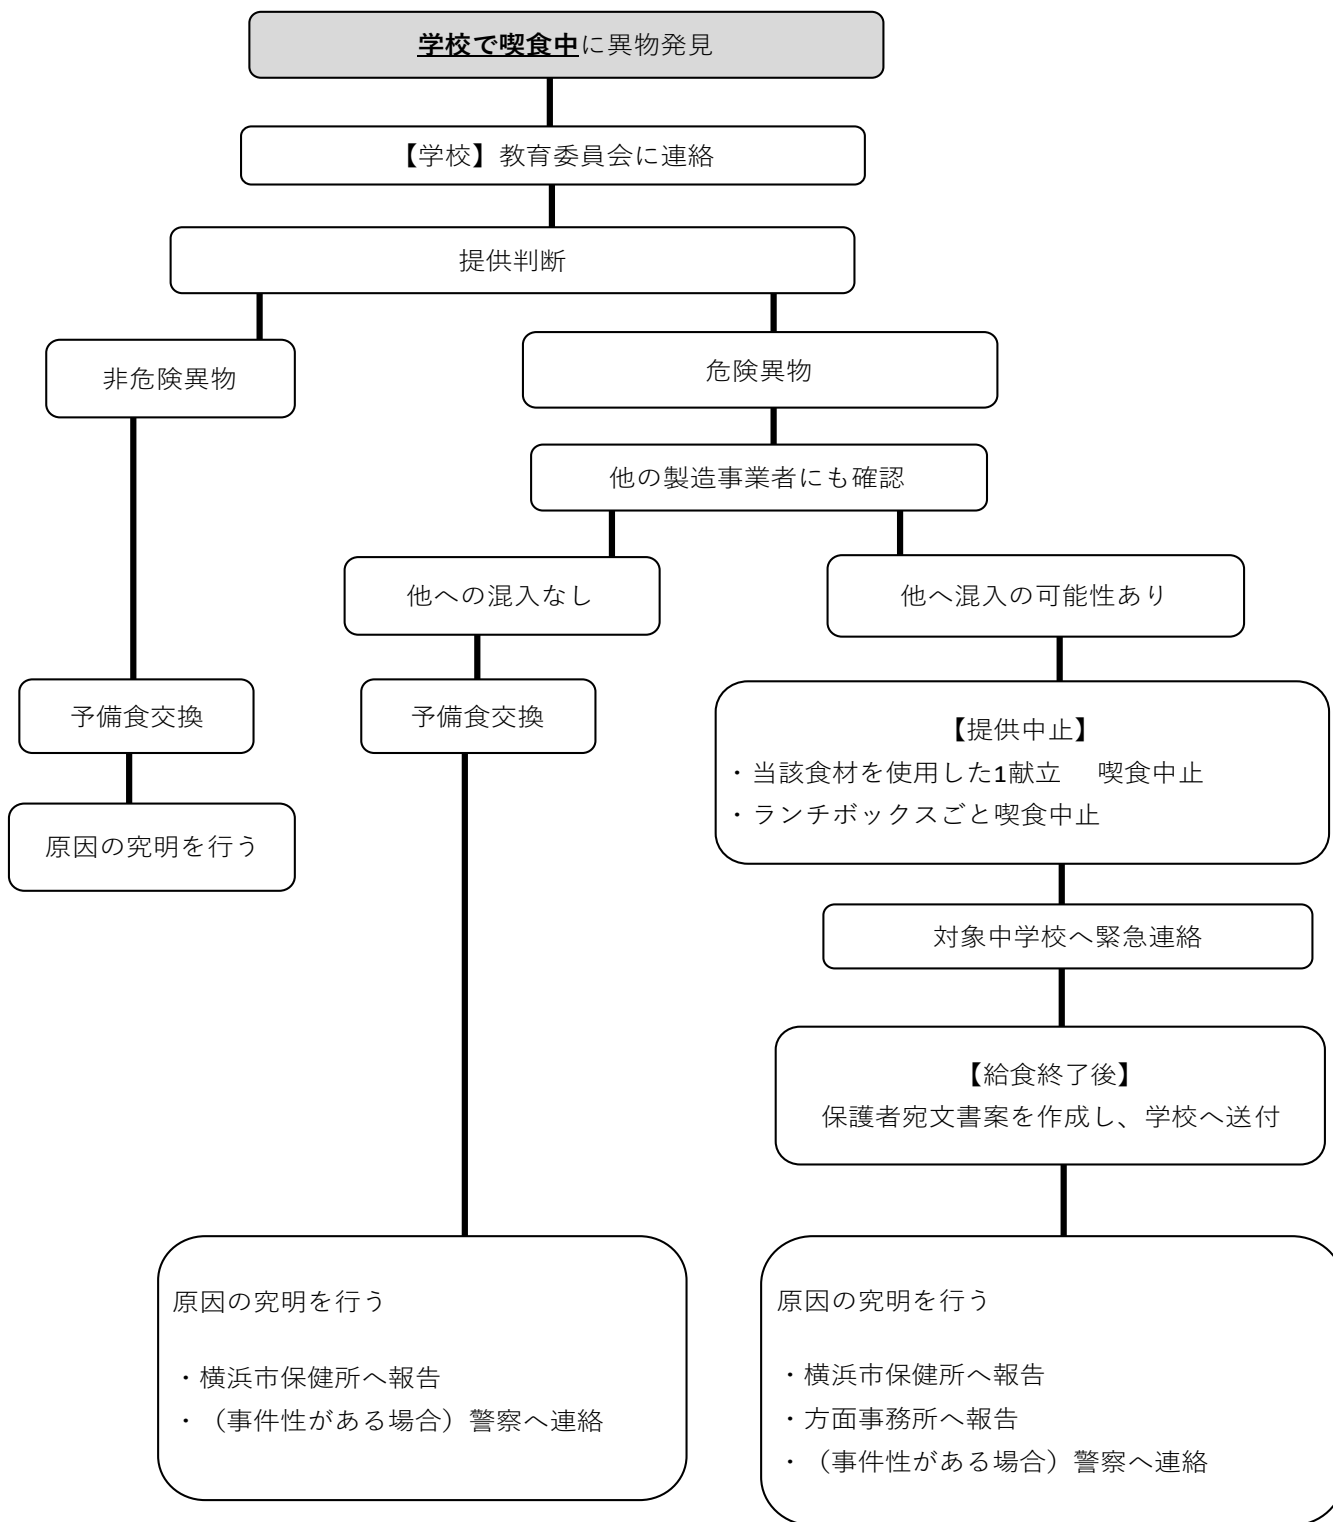 学校で喫食中に異物発見
【学校】教育委員会に連絡
提供判断
非危険異物
危険異物
他の製造事業者にも確認
他への混入なし
他へ混入の可能性あり
予備食交換
予備食交換
【提供中止】
・当該食材を使用した1献立　喫食中止
・ランチボックスごと喫食中止
原因の究明を行う
対象中学校へ緊急連絡
【給食終了後】
保護者宛文書案を作成し、学校へ送付
原因の究明を行う
・横浜市保健所へ報告
・（事件性がある場合）警察へ連絡
原因の究明を行う
・横浜市保健所へ報告
・方面事務所へ報告
・（事件性がある場合）警察へ連絡